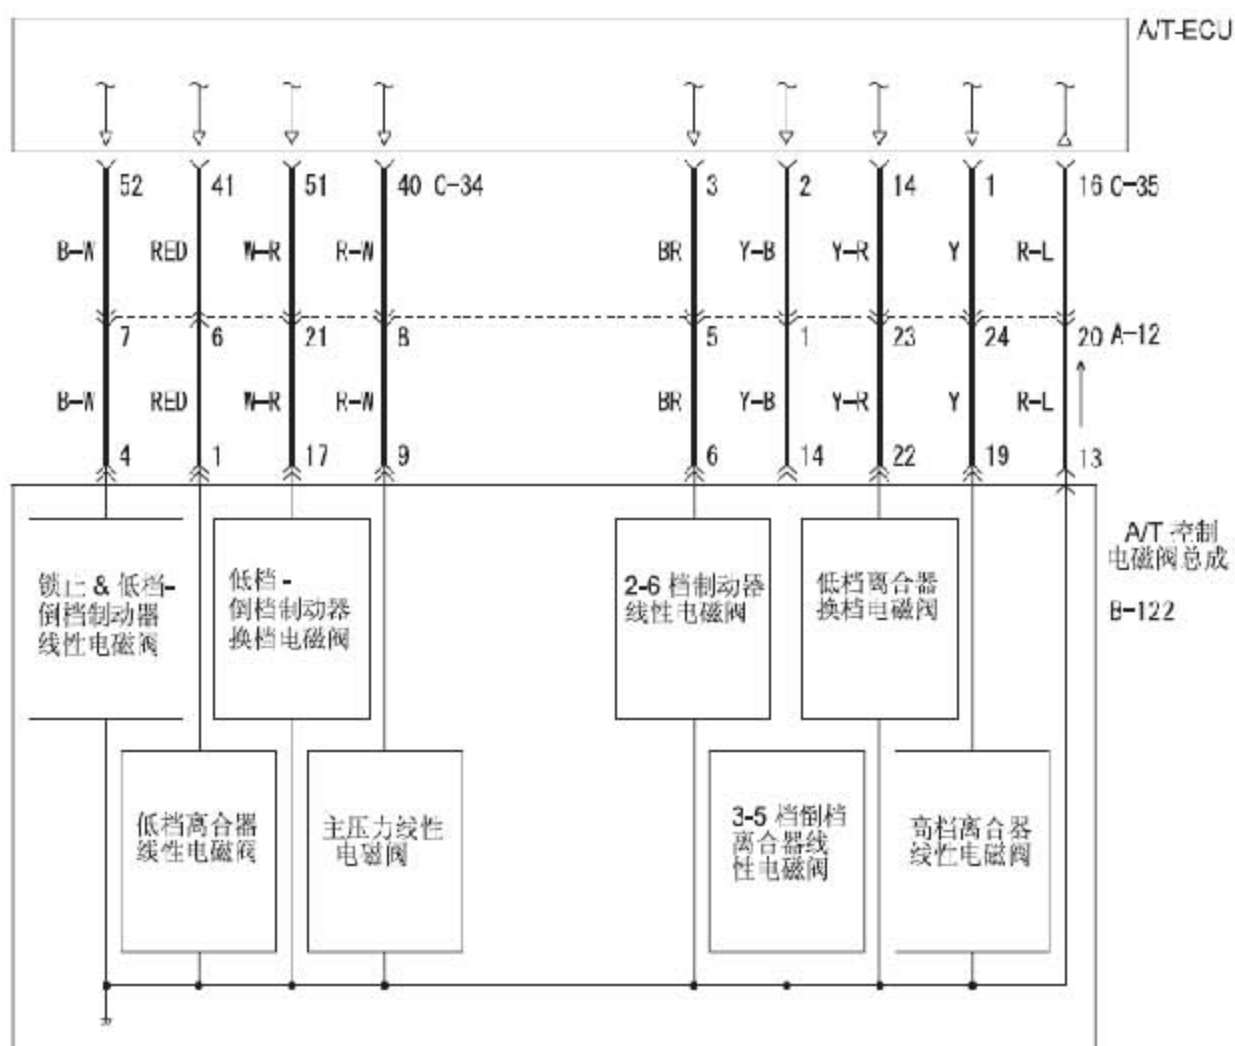 A/T-ECU
52 41 51 40 C-34 3 2 14 1 16 C-35
B-W RED W-R R-W BR Y-B Y-R Y R-L
7 6 21 8 5 1 23 24 20 A-12
B-W RED W-R R-W BR Y-B Y-R Y R-L
4 1 17 9 6 14 22 19 13
A/T 控制
电磁阀总成
B-122
锁止 & 低档-
倒档制动器
线性电磁阀
低档 -
倒档制动器
换档电磁阀
2-6 档制动器
线性电磁阀
低档离合器
换档电磁阀
低档离合器
线性电磁阀
主压力线性
电磁阀
3-5 档倒档
离合器线
性电磁阀
高档离合器
线性电磁阀